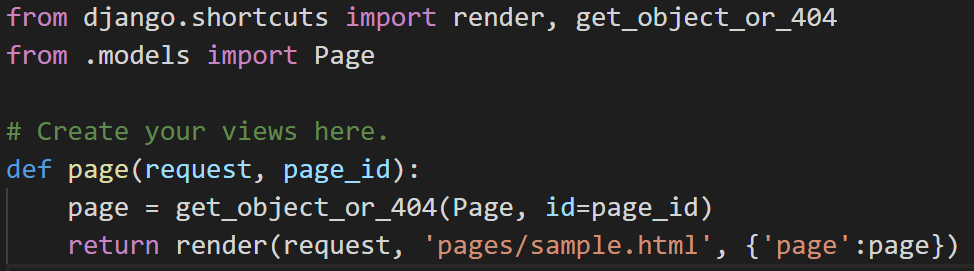 from django.shortcuts import render, get_object_or_404
from .models import Page

# Create your views here.
def page(request, page_id):
    page = get_object_or_404(Page, id=page_id)
    return render(request, 'pages/sample.html', {'page':page})